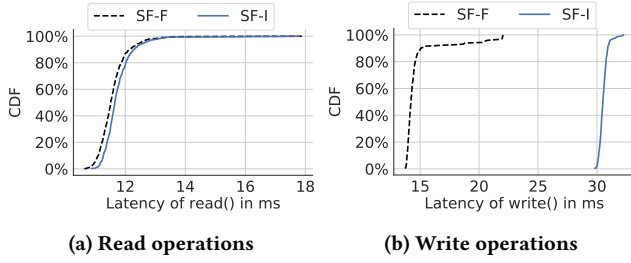 SF-F SF-I
100%
80%
60%
40%
20%
0%
CDF
12 14 16 18
Latency of read() in ms
(a) Read operations
SF-F SF-I
100%
80%
60%
40%
20%
0%
CDF
15 20 25 30
Latency of write() in ms
(b) Write operations